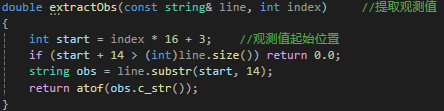 double extractObs(const string& line, int index)      //提取观测值
{
    int start = index * 16 + 3;   //观测值起始位置
    if (start + 14 > (int)line.size()) return 0.0;
    string obs = line.substr(start, 14);
    return atof(obs.c_str());
}